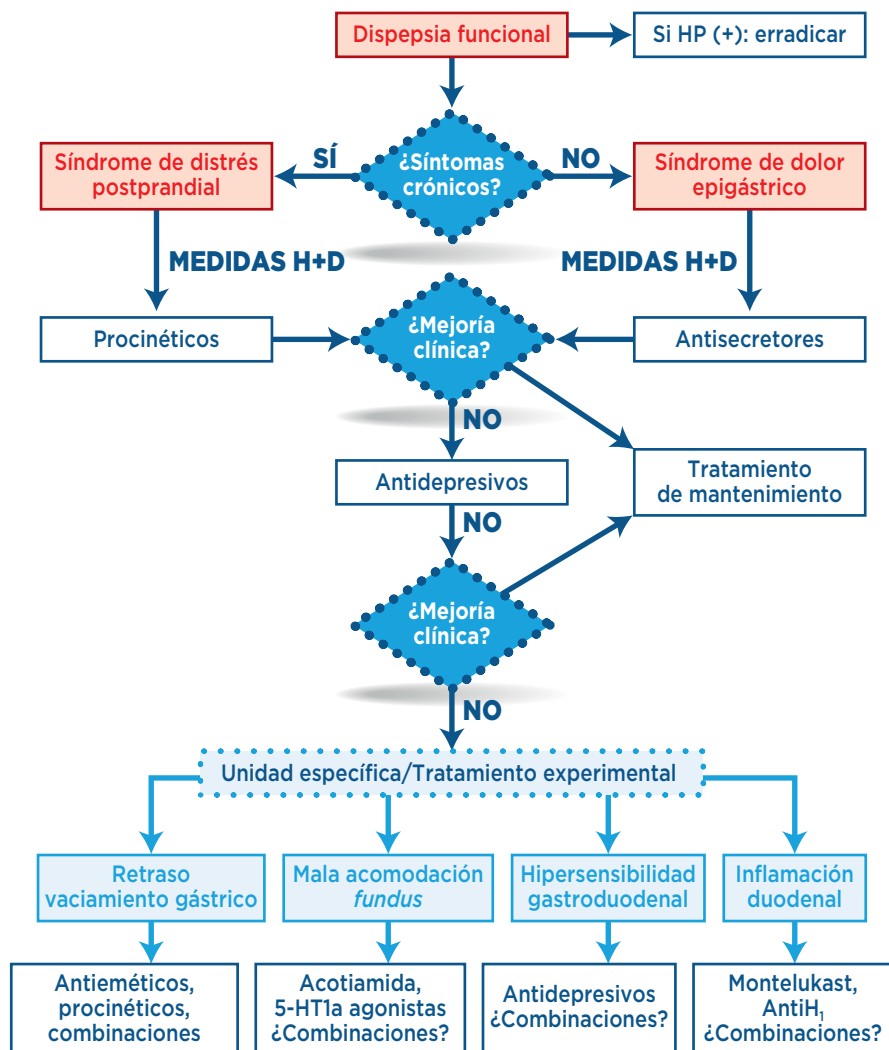 Dispepsia funcional
Si HP (+): erradicar
¿Síntomas
crónicos?
SÍ
NO
Síndrome de distrés
postprandial
Síndrome de dolor
epigástrico
MEDIDAS H+D
MEDIDAS H+D
Procinéticos
¿Mejoría
clínica?
Antisecretores
NO
Antidepresivos
Tratamiento
de mantenimiento
NO
¿Mejoría
clínica?
NO
Unidad específica/Tratamiento experimental
Retraso
vaciamiento gástrico
Mala acomodación
fundus
Hipersensibilidad
gastroduodenal
Inflamación
duodenal
Antieméticos,
procinéticos,
combinaciones
Acotiamida,
5-HT1a agonistas
¿Combinaciones?
Antidepresivos
¿Combinaciones?
Montelukast,
AntiH₁
¿Combinaciones?